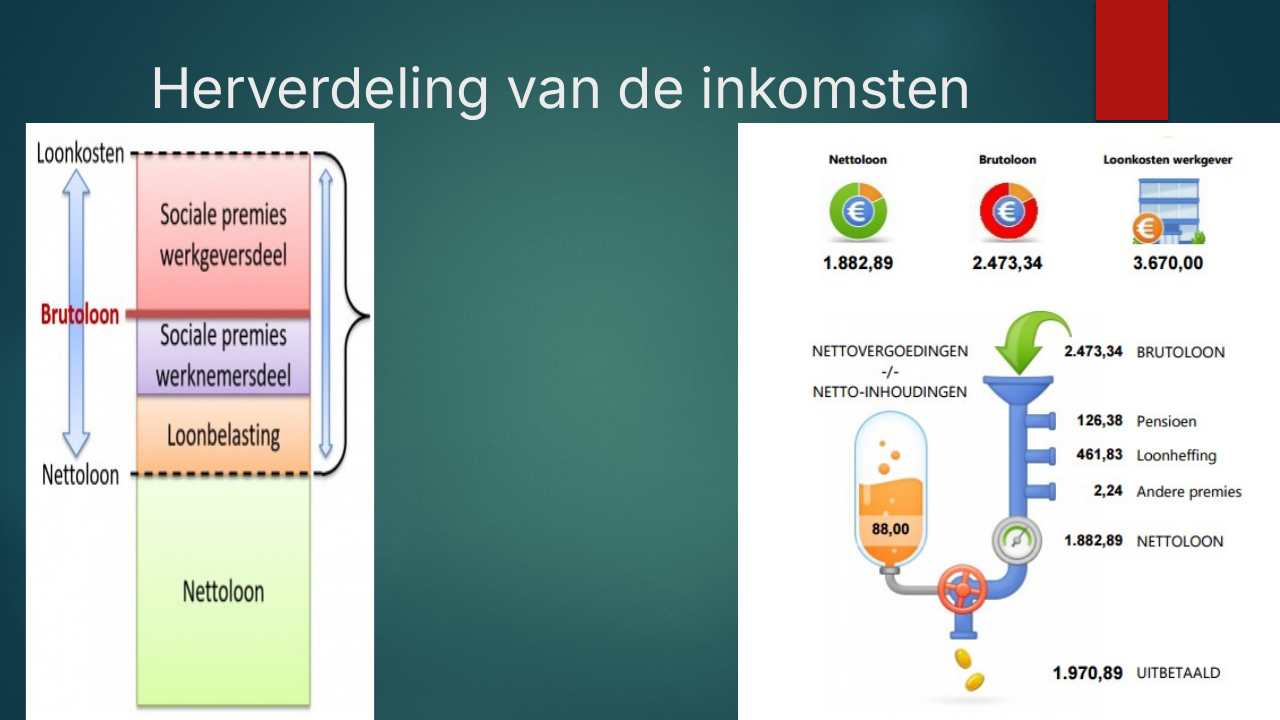 Herverdeling van de inkomsten
Loonkosten
Sociale premies
werkgeversdeel
Brutoloon
Sociale premies
werknemersdeel
Loonbelasting
Nettoloon
Nettoloon
Nettoloon
Brutoloon
Loonkosten werkgever
1.882,89
2.473,34
3.670,00
NETTOVERGOEDINGEN
-/-
NETTO-INHOUDINGEN
88,00
2.473,34 BRUTOLOON
126,38 Pensioen
461,83 Loonheffing
2,24 Andere premies
1.882,89 NETTOLOON
1.970,89 UITBETAALD